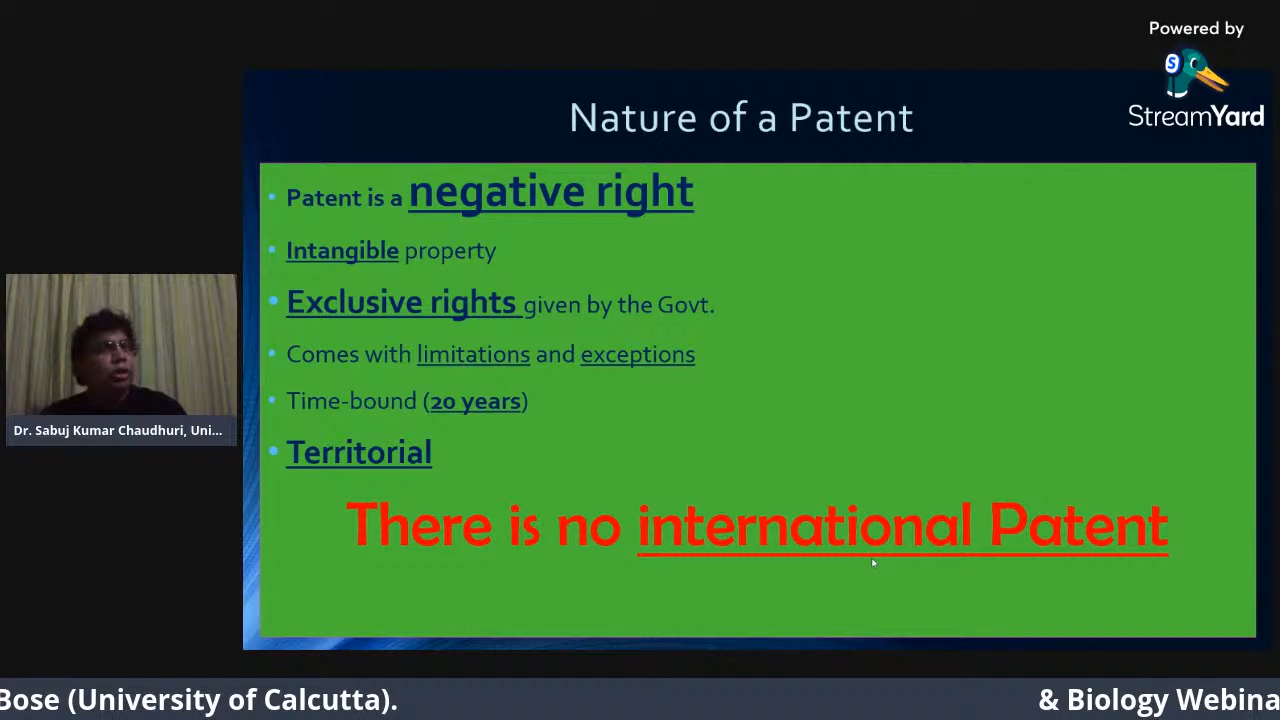 Powered by
StreamYard
Nature of a Patent
Patent is a negative right
Intangible property
Exclusive rights given by the Govt.
Comes with limitations and exceptions
Time-bound (20 years)
Territorial
There is no international Patent
Dr. Sabuj Kumar Chaudhuri, Uni...
Bose (University of Calcutta). & Biology Webina